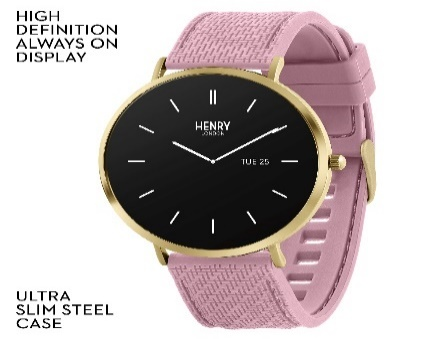 HIGH
DEFINITION
ALWAYS ON
DISPLAY
HENRY
LONDON
TUE 25
ULTRA
SLIM STEEL
CASE